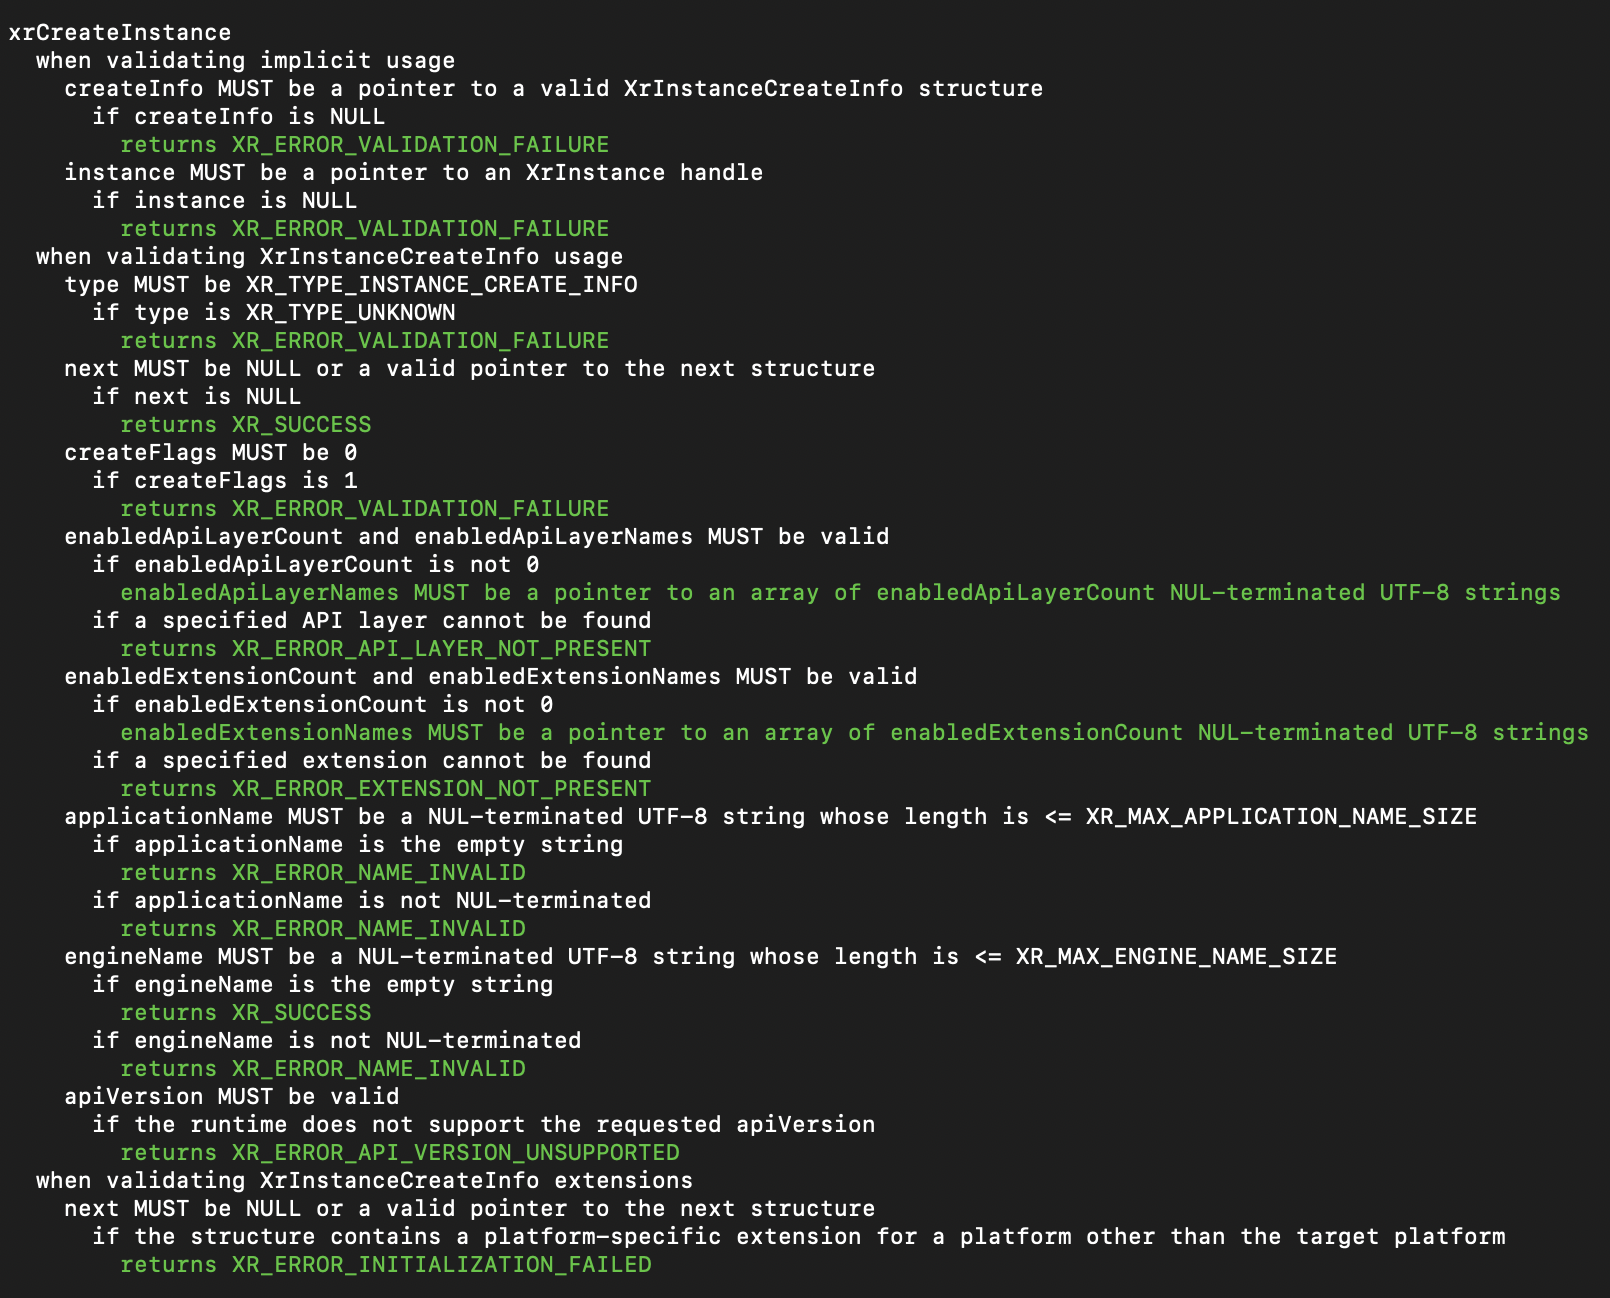 xrCreateInstance
when validating implicit usage
createInfo MUST be a pointer to a valid XrInstanceCreateInfo structure
if createInfo is NULL
returns XR_ERROR_VALIDATION_FAILURE
instance MUST be a pointer to an XrInstance handle
if instance is NULL
returns XR_ERROR_VALIDATION_FAILURE
when validating XrInstanceCreateInfo usage
type MUST be XR_TYPE_INSTANCE_CREATE_INFO
if type is XR_TYPE_UNKNOWN
returns XR_ERROR_VALIDATION_FAILURE
next MUST be NULL or a valid pointer to the next structure
if next is NULL
returns XR_SUCCESS
createFlags MUST be 0
if createFlags is 1
returns XR_ERROR_VALIDATION_FAILURE
enabledApiLayerCount and enabledApiLayerNames MUST be valid
if enabledApiLayerCount is not 0
enabledApiLayerNames MUST be a pointer to an array of enabledApiLayerCount NUL-terminated UTF-8 strings
if a specified API layer cannot be found
returns XR_ERROR_API_LAYER_NOT_PRESENT
enabledExtensionCount and enabledExtensionNames MUST be valid
if enabledExtensionCount is not 0
enabledExtensionNames MUST be a pointer to an array of enabledExtensionCount NUL-terminated UTF-8 strings
if a specified extension cannot be found
returns XR_ERROR_EXTENSION_NOT_PRESENT
applicationName MUST be a NUL-terminated UTF-8 string whose length is <= XR_MAX_APPLICATION_NAME_SIZE
if applicationName is the empty string
returns XR_ERROR_NAME_INVALID
if applicationName is not NUL-terminated
returns XR_ERROR_NAME_INVALID
engineName MUST be a NUL-terminated UTF-8 string whose length is <= XR_MAX_ENGINE_NAME_SIZE
if engineName is the empty string
returns XR_SUCCESS
if engineName is not NUL-terminated
returns XR_ERROR_NAME_INVALID
apiVersion MUST be valid
if the runtime does not support the requested apiVersion
returns XR_ERROR_API_VERSION_UNSUPPORTED
when validating XrInstanceCreateInfo extensions
next MUST be NULL or a valid pointer to the next structure
if the structure contains a platform-specific extension for a platform other than the target platform
returns XR_ERROR_INITIALIZATION_FAILED